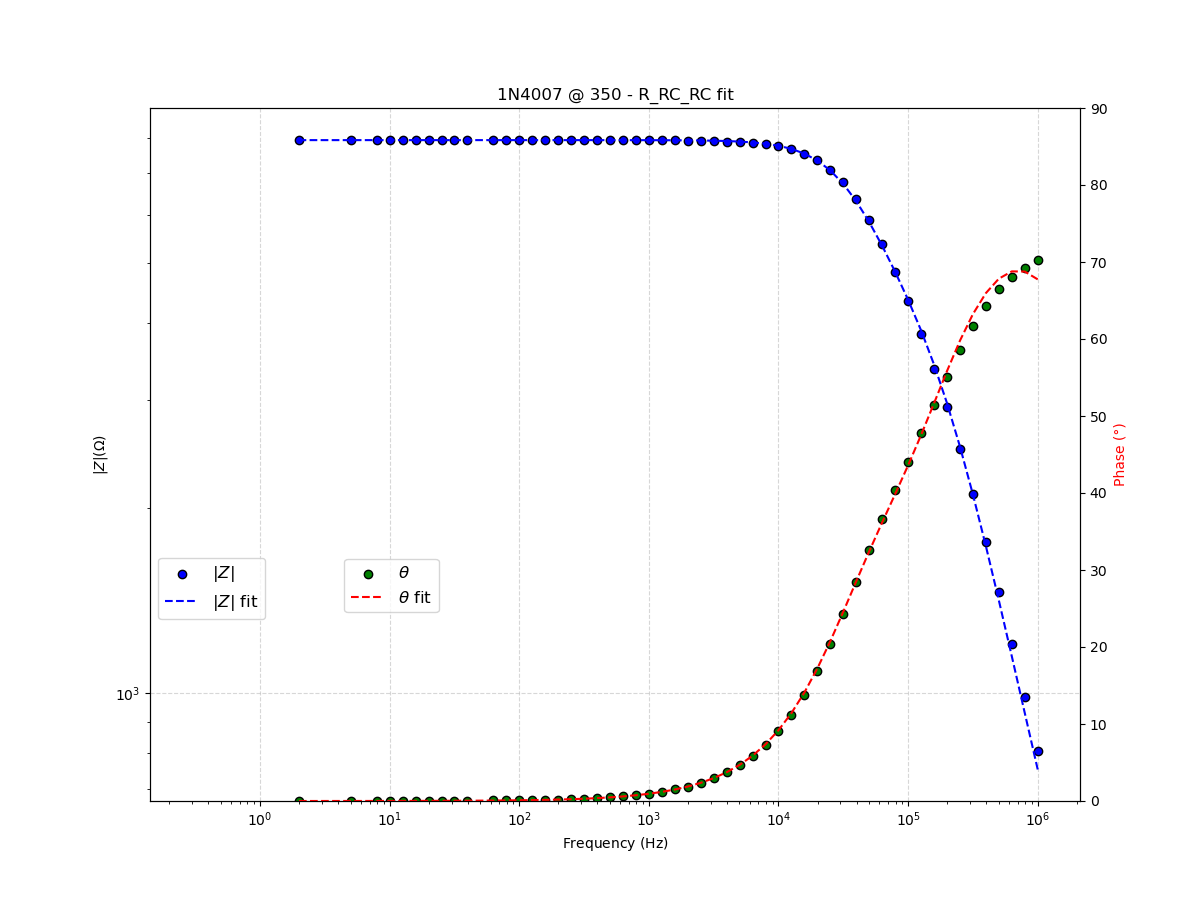 1N4007 @ 350 - R_RC_RC fit
|Z|(Ω)
10³
|Z|
|Z| fit
θ
θ fit
90
80
70
60
50
40
30
20
10
0
Phase (°)
10⁰ 10¹ 10² 10³ 10⁴ 10⁵ 10⁶
Frequency (Hz)